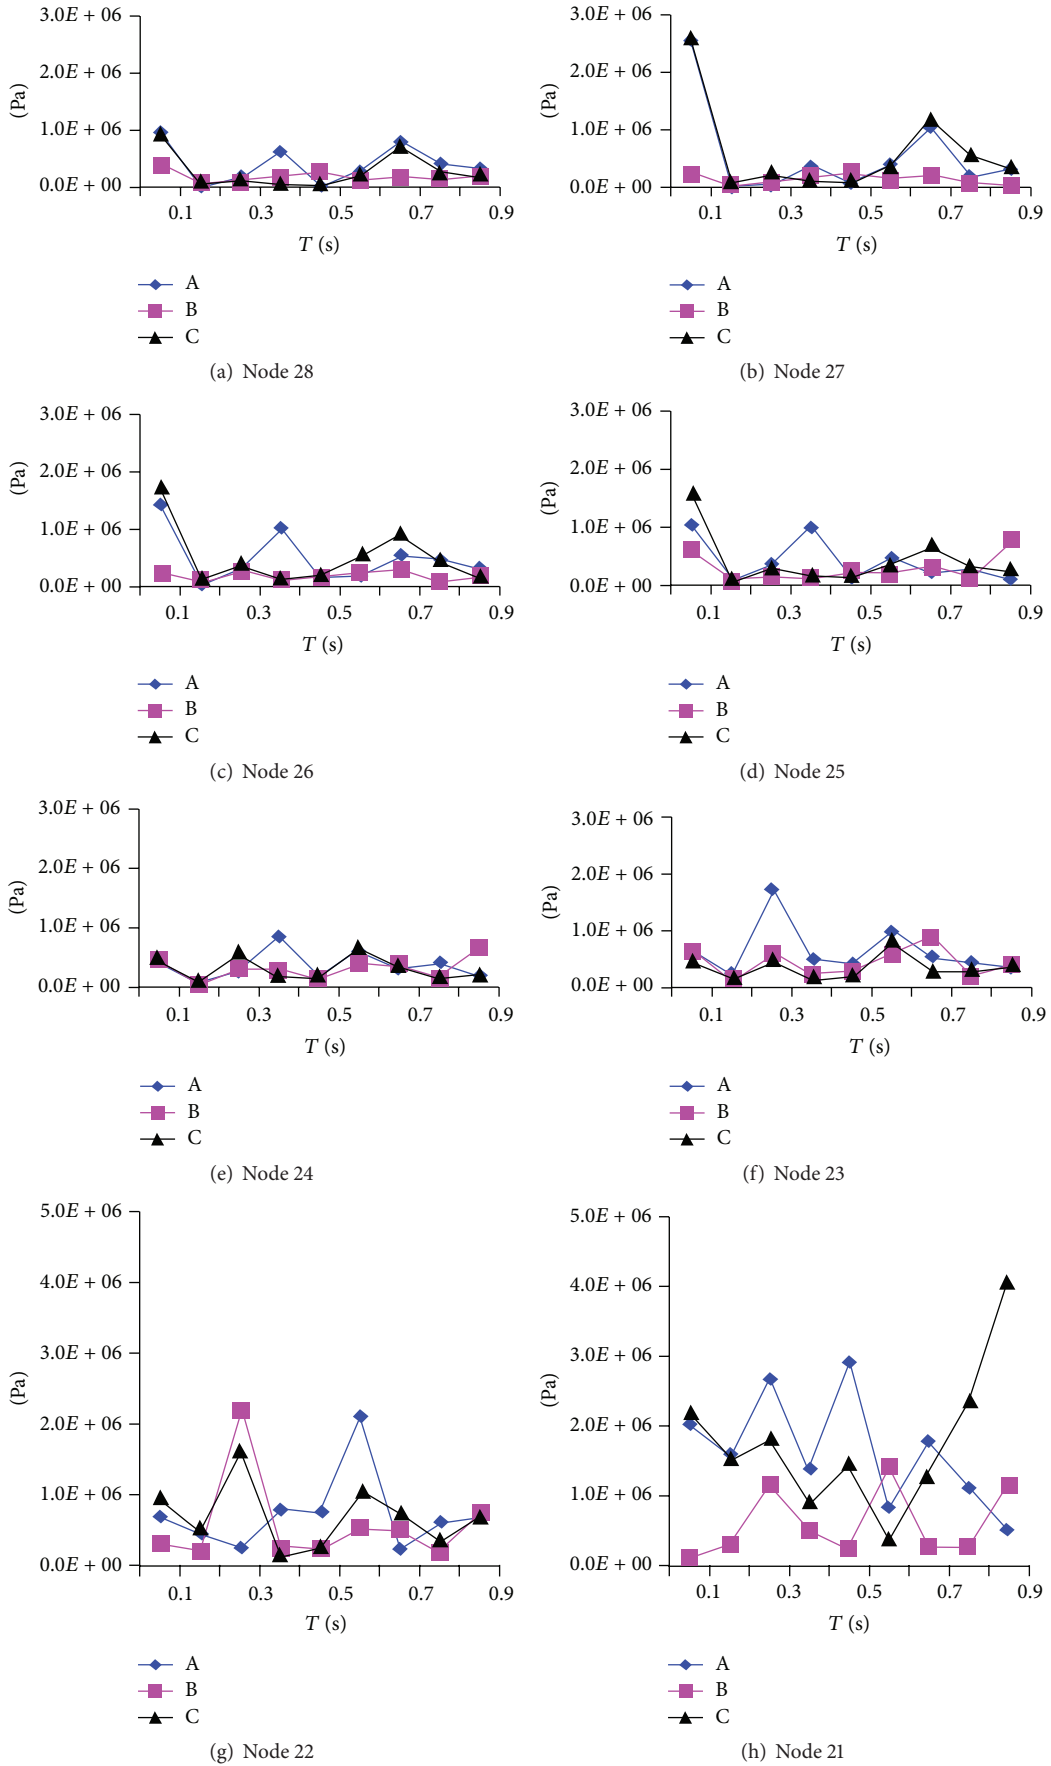 3.0E + 06
2.0E + 06
1.0E + 06
0.0E + 00
(Pa)
0.1 0.3 0.5 0.7 0.9
T (s)
A
B
C
(a) Node 28
3.0E + 06
2.0E + 06
1.0E + 06
0.0E + 00
(Pa)
0.1 0.3 0.5 0.7 0.9
T (s)
A
B
C
(b) Node 27
3.0E + 06
2.0E + 06
1.0E + 06
0.0E + 00
(Pa)
0.1 0.3 0.5 0.7 0.9
T (s)
A
B
C
(c) Node 26
3.0E + 06
2.0E + 06
1.0E + 06
0.0E + 00
(Pa)
0.1 0.3 0.5 0.7 0.9
T (s)
A
B
C
(d) Node 25
3.0E + 06
2.0E + 06
1.0E + 06
0.0E + 00
(Pa)
0.1 0.3 0.5 0.7 0.9
T (s)
A
B
C
(e) Node 24
3.0E + 06
2.0E + 06
1.0E + 06
0.0E + 00
(Pa)
0.1 0.3 0.5 0.7 0.9
T (s)
A
B
C
(f) Node 23
5.0E + 06
4.0E + 06
3.0E + 06
2.0E + 06
1.0E + 06
0.0E + 00
(Pa)
0.1 0.3 0.5 0.7 0.9
T (s)
A
B
C
(g) Node 22
5.0E + 06
4.0E + 06
3.0E + 06
2.0E + 06
1.0E + 06
0.0E + 00
(Pa)
0.1 0.3 0.5 0.7 0.9
T (s)
A
B
C
(h) Node 21